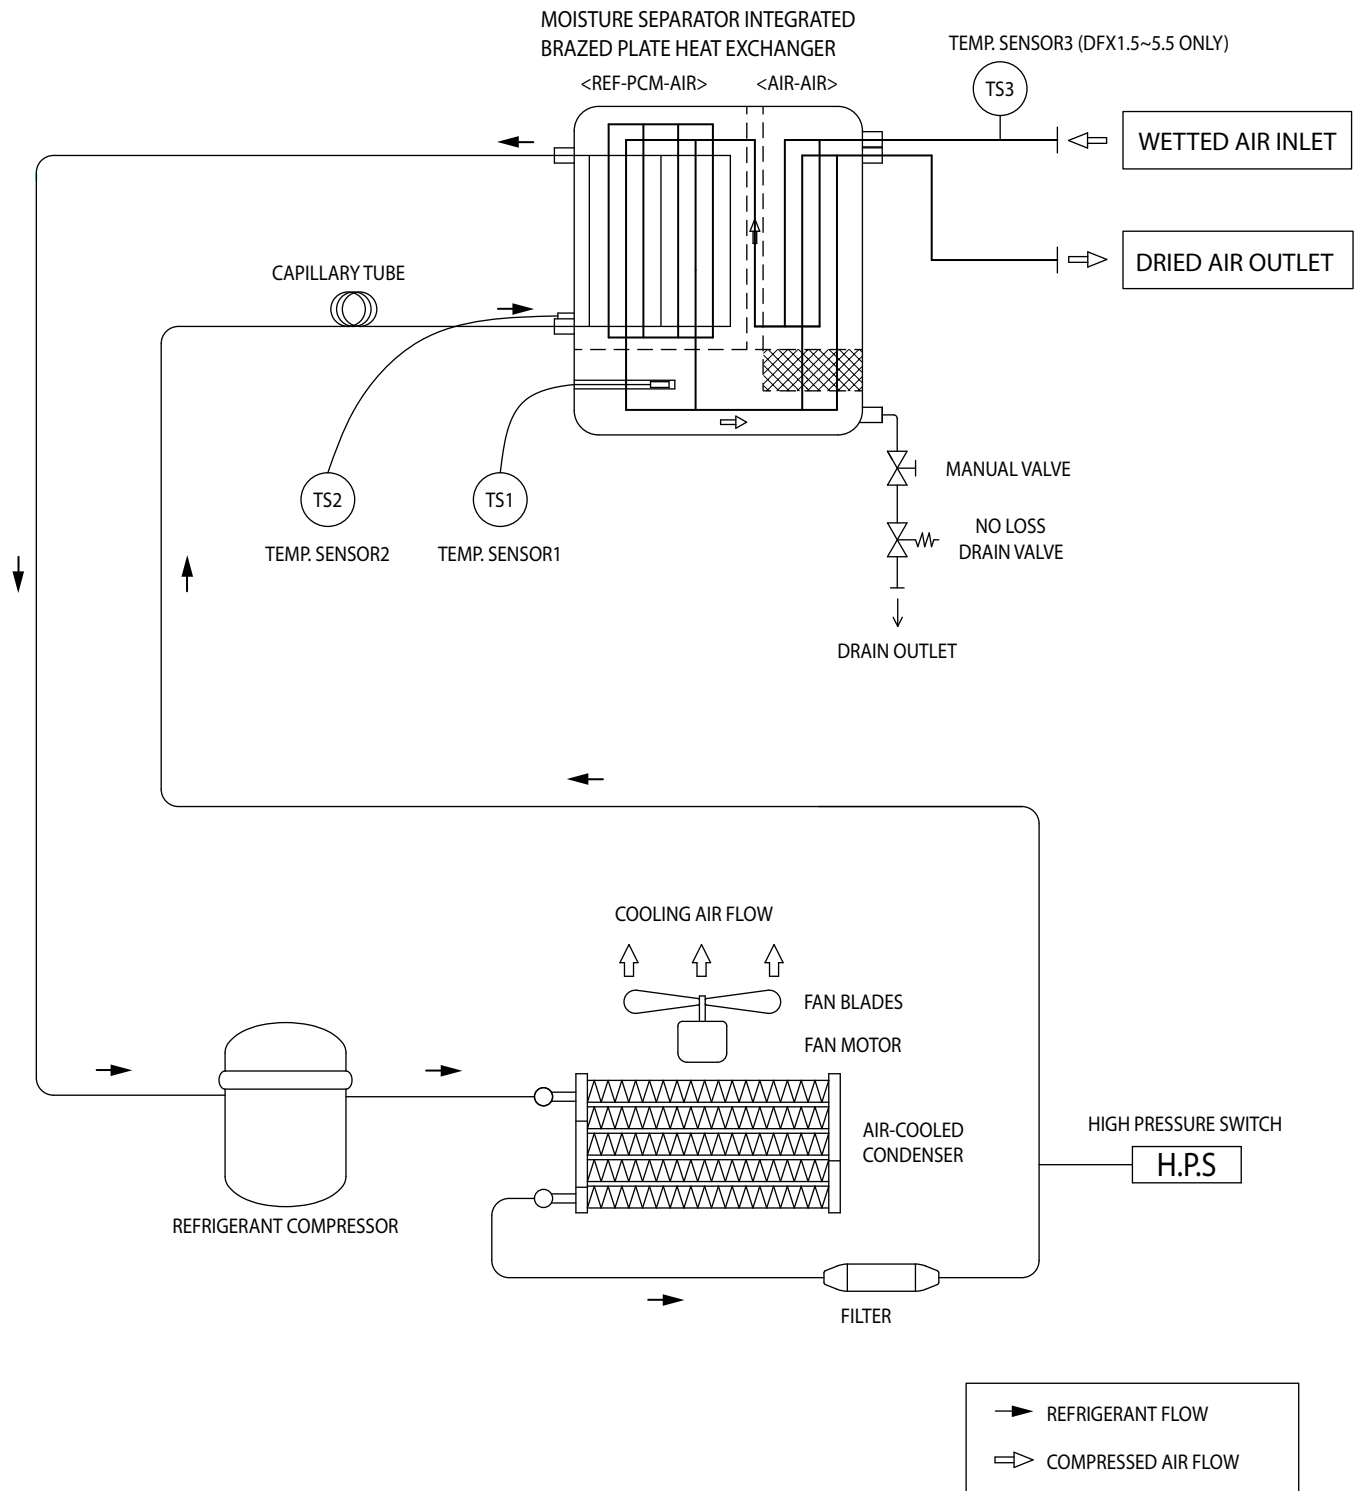 MOISTURE SEPARATOR INTEGRATED
BRAZED PLATE HEAT EXCHANGER
<REF-PCM-AIR>
<AIR-AIR>
TEMP. SENSOR3 (DFX1.5~5.5 ONLY)
TS3
WETTED AIR INLET
DRIED AIR OUTLET
CAPILLARY TUBE
TS2
TS1
TEMP. SENSOR2
TEMP. SENSOR1
MANUAL VALVE
NO LOSS
DRAIN VALVE
DRAIN OUTLET
COOLING AIR FLOW
FAN BLADES
FAN MOTOR
AIR-COOLED
CONDENSER
HIGH PRESSURE SWITCH
H.P.S
REFRIGERANT COMPRESSOR
FILTER
REFRIGERANT FLOW
COMPRESSED AIR FLOW